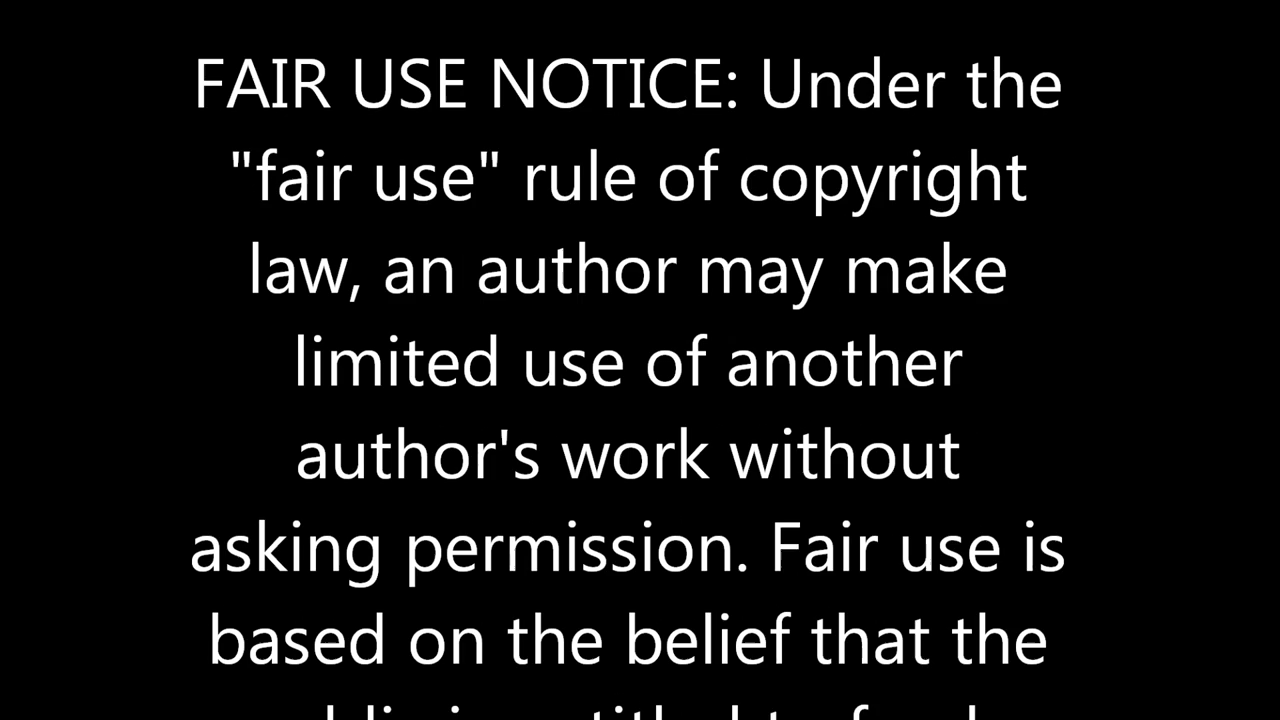 FAIR USE NOTICE: Under the
"fair use" rule of copyright
law, an author may make
limited use of another
author's work without
asking permission. Fair use is
based on the belief that the